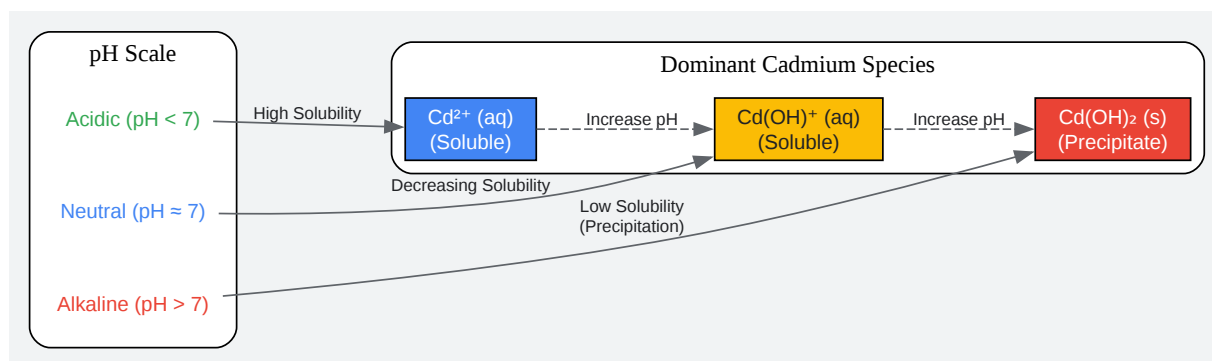 pH Scale
Acidic (pH < 7)
Neutral (pH ≈ 7)
Alkaline (pH > 7)
High Solubility
Decreasing Solubility
Low Solubility
(Precipitation)
Dominant Cadmium Species
Cd²⁺ (aq)
(Soluble)
Increase pH
Cd(OH)⁺ (aq)
(Soluble)
Increase pH
Cd(OH)₂ (s)
(Precipitate)